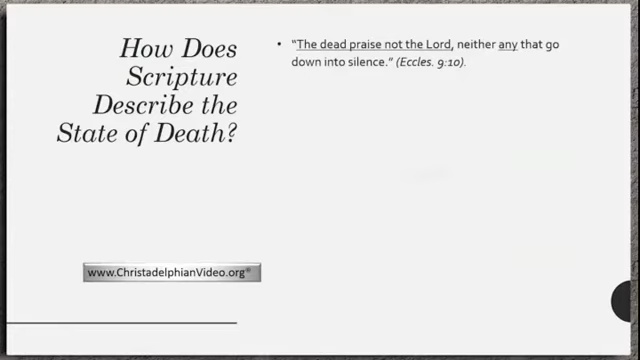 How Does
Scripture
Describe the
State of Death?
• “The dead praise not the Lord, neither any that go
down into silence.” (Eccles. 9:10).
www.ChristadelphianVideo.org®